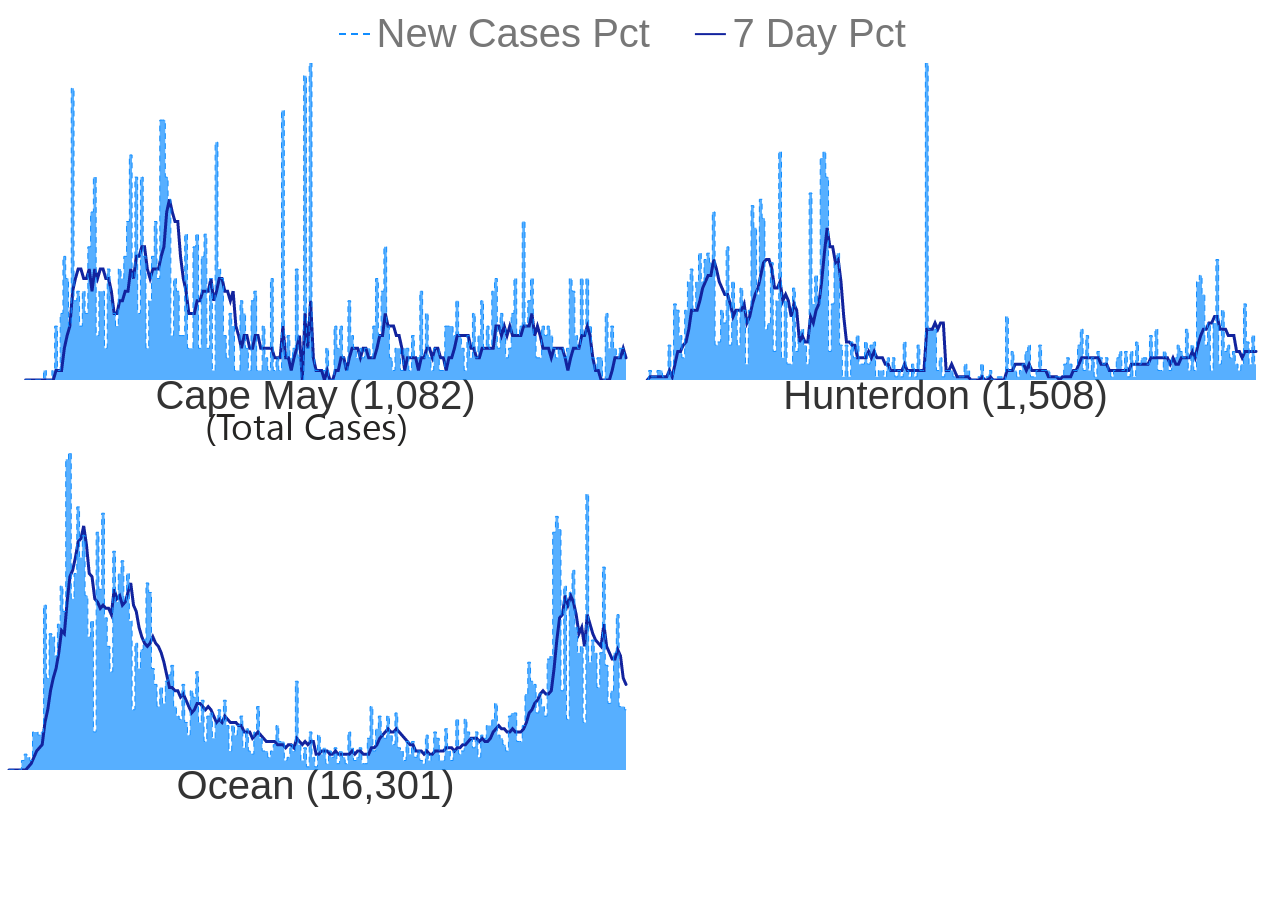 New Cases Pct 7 Day Pct
Cape May (1,082)
Hunterdon (1,508)
(Total Cases)
Ocean (16,301)